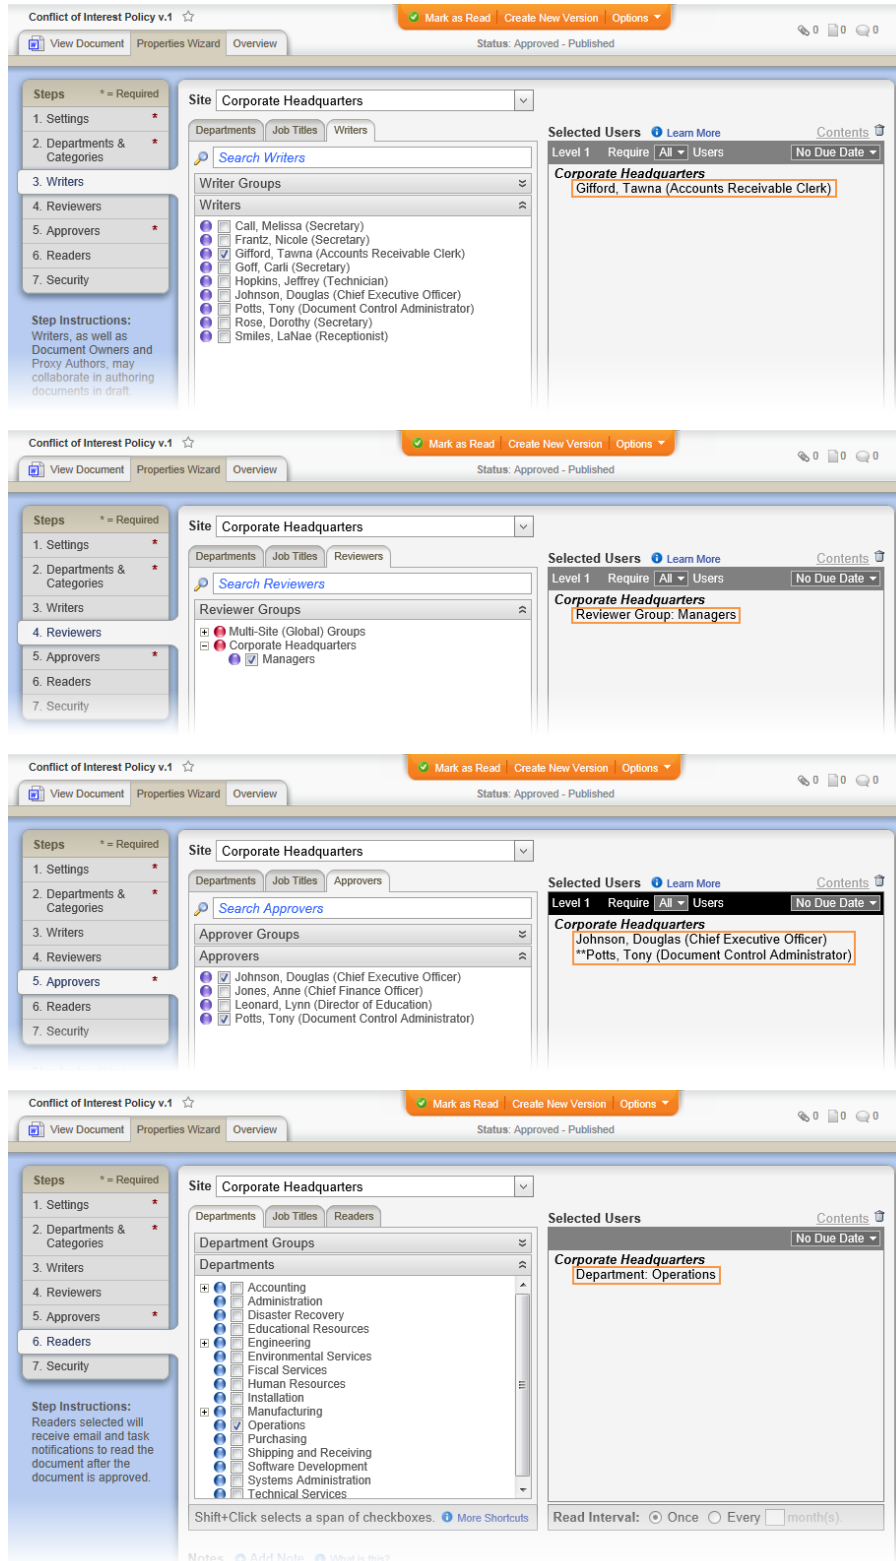 Conflict of Interest Policy v.1
Mark as Read Create New Version Options
0 0 0
View Document Properties Wizard Overview
Status: Approved - Published
Steps * = Required
1. Settings *
2. Departments & Categories *
3. Writers
4. Reviewers
5. Approvers *
6. Readers
7. Security
Step Instructions:
Writers, as well as
Document Owners and
Proxy Authors, may
collaborate in authoring
documents in draft.
Site Corporate Headquarters
Departments Job Titles Writers
Search Writers
Writer Groups
Writers
Call, Melissa (Secretary)
Frantz, Nicole (Secretary)
Gifford, Tawna (Accounts Receivable Clerk)
Goff, Carli (Secretary)
Hopkins, Jeffrey (Technician)
Johnson, Douglas (Chief Executive Officer)
Potts, Tony (Document Control Administrator)
Rose, Dorothy (Secretary)
Smiles, LaNae (Receptionist)
Selected Users Learn More Contents
Level 1 Require All Users No Due Date
Corporate Headquarters
Gifford, Tawna (Accounts Receivable Clerk)
Conflict of Interest Policy v.1
Mark as Read Create New Version Options
0 0 0
View Document Properties Wizard Overview
Status: Approved - Published
Steps * = Required
1. Settings *
2. Departments & Categories *
3. Writers
4. Reviewers
5. Approvers *
6. Readers
7. Security
Site Corporate Headquarters
Departments Job Titles Reviewers
Search Reviewers
Reviewer Groups
Multi-Site (Global) Groups
Corporate Headquarters
Managers
Selected Users Learn More Contents
Level 1 Require All Users No Due Date
Corporate Headquarters
Reviewer Group: Managers
Conflict of Interest Policy v.1
Mark as Read Create New Version Options
0 0 0
View Document Properties Wizard Overview
Status: Approved - Published
Steps * = Required
1. Settings *
2. Departments & Categories *
3. Writers
4. Reviewers
5. Approvers *
6. Readers
7. Security
Site Corporate Headquarters
Departments Job Titles Approvers
Search Approvers
Approver Groups
Approvers
Johnson, Douglas (Chief Executive Officer)
Jones, Anne (Chief Finance Officer)
Leonard, Lynn (Director of Education)
Potts, Tony (Document Control Administrator)
Selected Users Learn More Contents
Level 1 Require All Users No Due Date
Corporate Headquarters
Johnson, Douglas (Chief Executive Officer)
**Potts, Tony (Document Control Administrator)
Conflict of Interest Policy v.1
Mark as Read Create New Version Options
0 0 0
View Document Properties Wizard Overview
Status: Approved - Published
Steps * = Required
1. Settings *
2. Departments & Categories *
3. Writers
4. Reviewers
5. Approvers *
6. Readers
7. Security
Step Instructions:
Readers selected will
receive email and task
notifications to read the
document after the
document is approved.
Site Corporate Headquarters
Departments Job Titles Readers
Department Groups
Departments
Accounting
Administration
Disaster Recovery
Educational Resources
Engineering
Environmental Services
Fiscal Services
Human Resources
Installation
Manufacturing
Operations
Purchasing
Shipping and Receiving
Software Development
Systems Administration
Technical Services
Shift+Click selects a span of checkboxes. More Shortcuts
Selected Users Contents
No Due Date
Corporate Headquarters
Department: Operations
Read Interval: Once Every month(s).
Notes Add Note What is this?